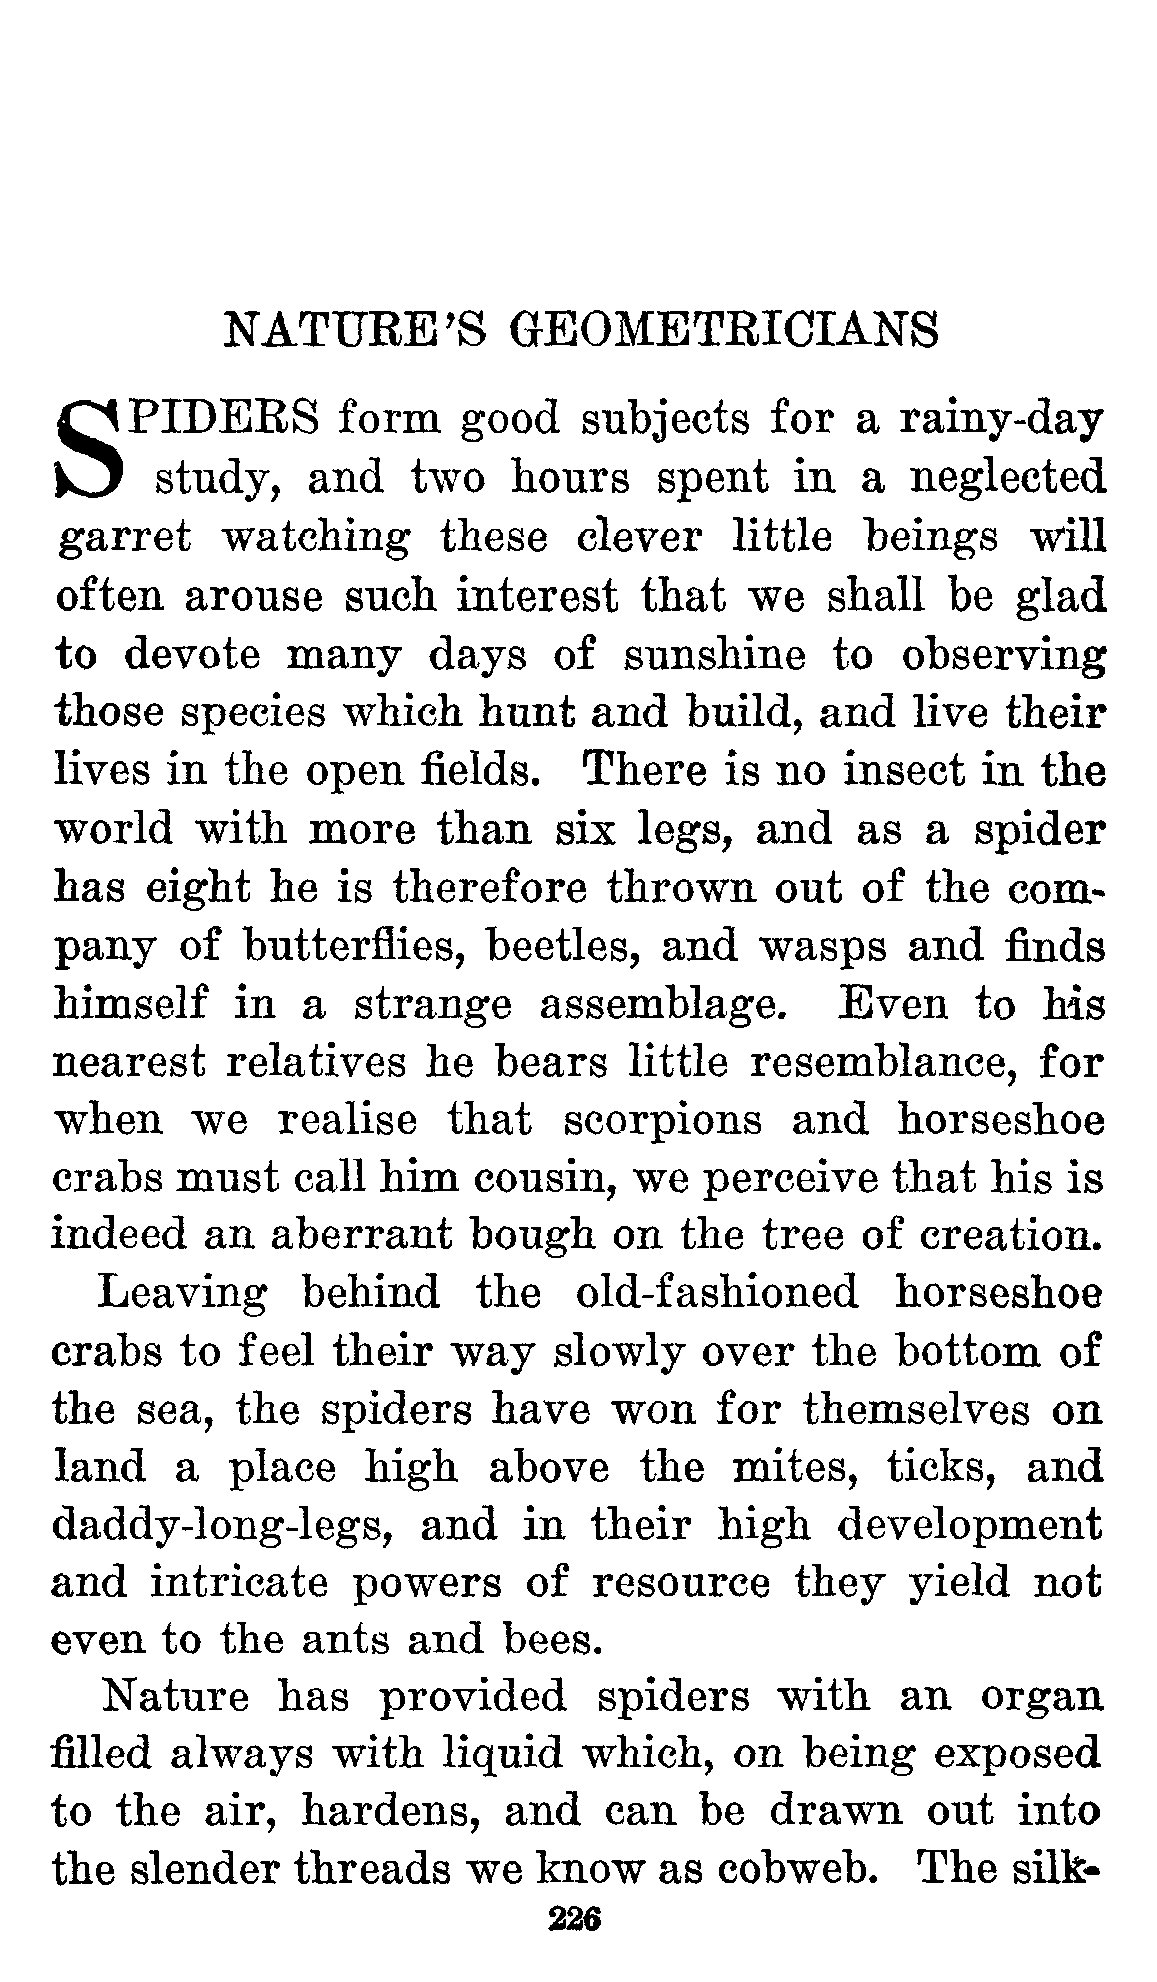 NATURE'S GEOMETRICIANS
SPIDERS form good subjects for a rainy-day
study, and two hours spent in a neglected
garret watching these clever little beings will
often arouse such interest that we shall be glad
to devote many days of sunshine to observing
those species which hunt and build, and live their
lives in the open fields. There is no insect in the
world with more than six legs, and as a spider
has eight he is therefore thrown out of the com-
pany of butterflies, beetles, and wasps and finds
himself in a strange assemblage. Even to his
nearest relatives he bears little resemblance, for
when we realise that scorpions and horseshoe
crabs must call him cousin, we perceive that his is
indeed an aberrant bough on the tree of creation.
Leaving behind the old-fashioned horseshoe
crabs to feel their way slowly over the bottom of
the sea, the spiders have won for themselves on
land a place high above the mites, ticks, and
daddy-long-legs, and in their high development
and intricate powers of resource they yield not
even to the ants and bees.
Nature has provided spiders with an organ
filled always with liquid which, on being exposed
to the air, hardens, and can be drawn out into
the slender threads we know as cobweb. The silk-
226